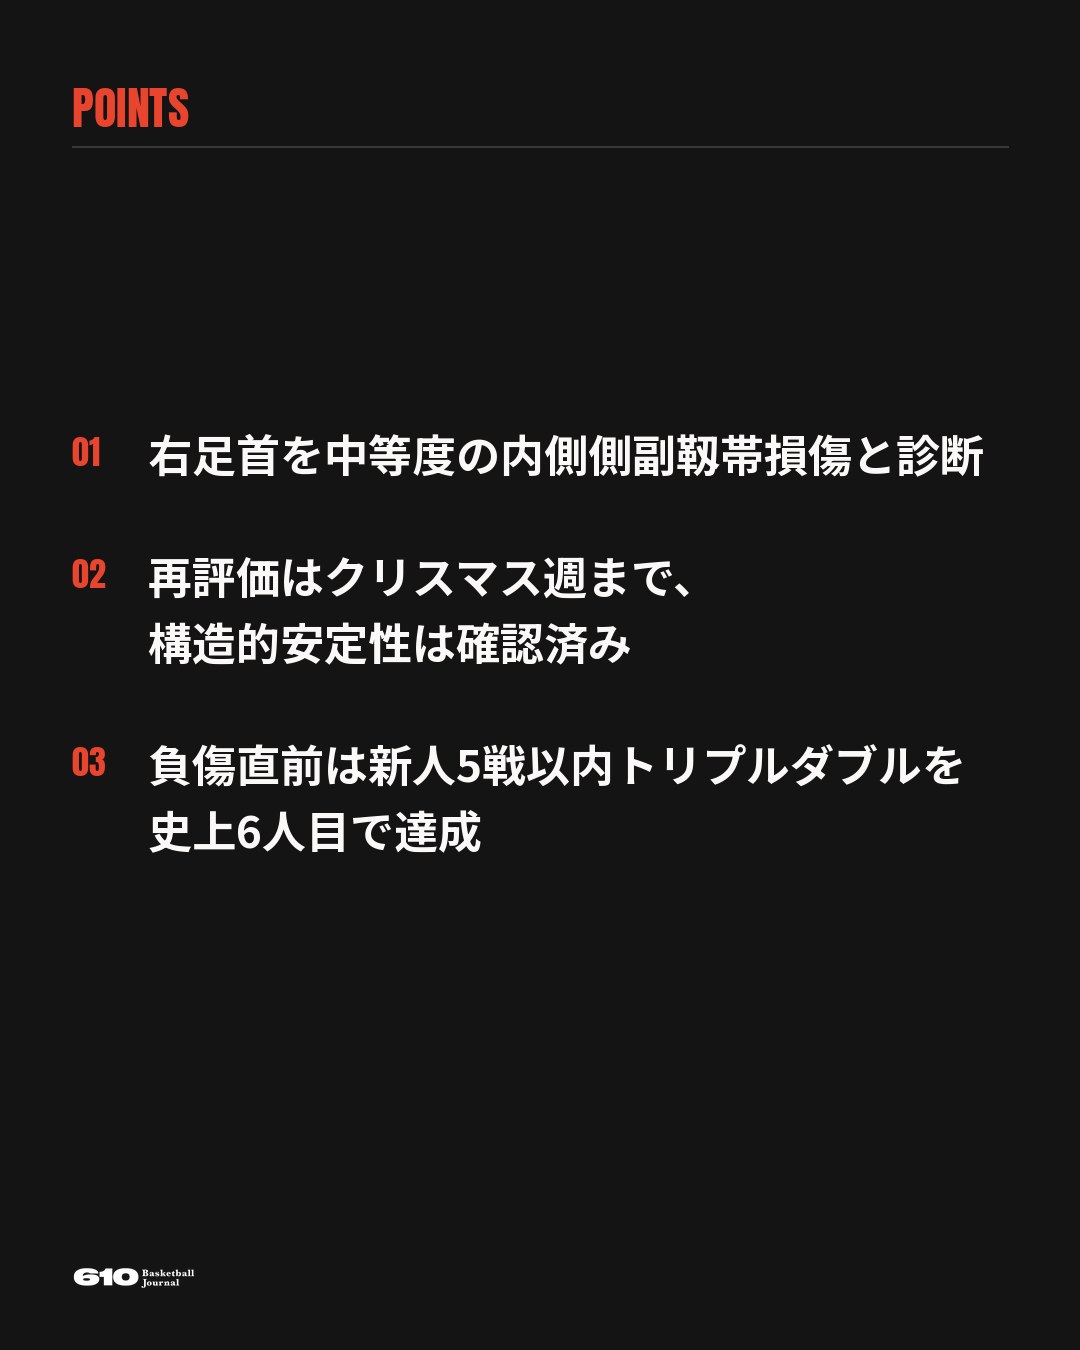 POINTS
01 右足首を中等度の内側側副靱帯損傷と診断
02 再評価はクリスマス週まで、
構造的安定性は確認済み
03 負傷直前は新人5戦以内トリプルダブルを
史上6人目で達成
610 Basketball
Journal